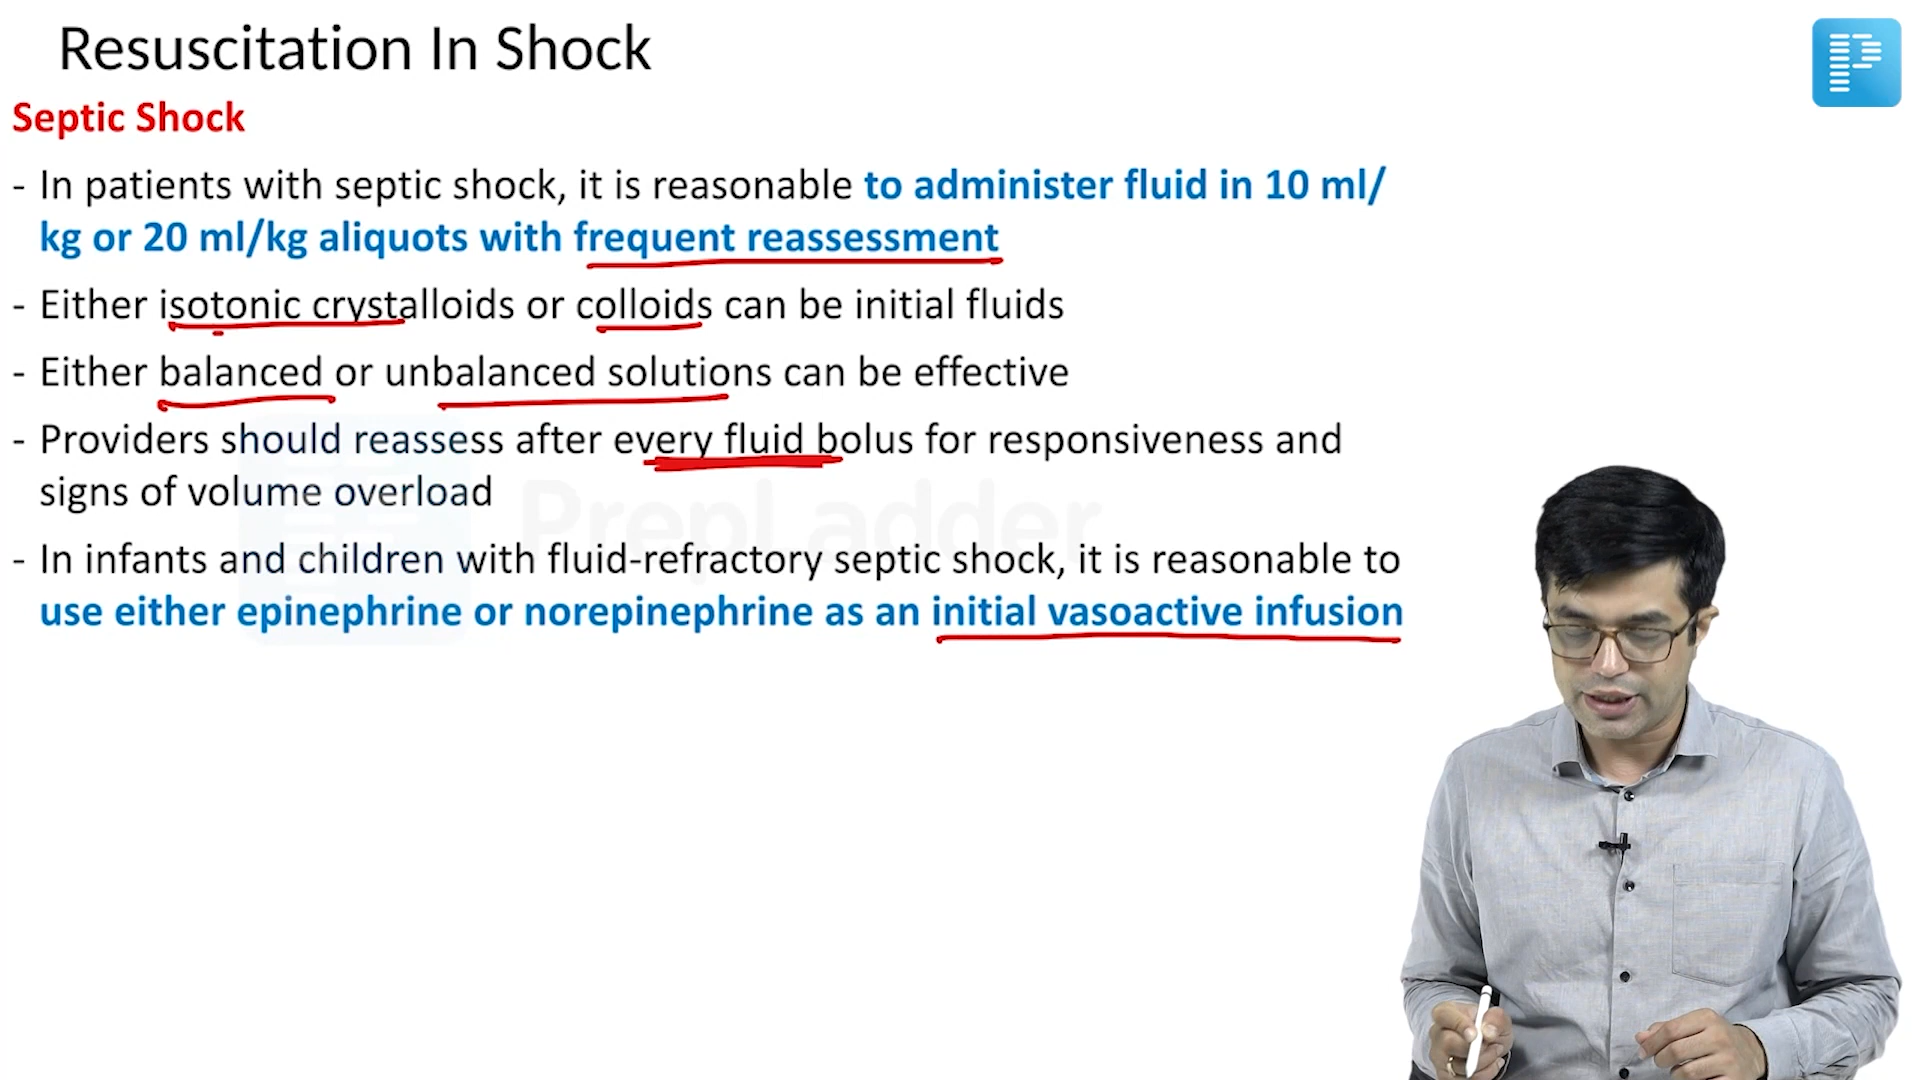 Resuscitation In Shock
Septic Shock
- In patients with septic shock, it is reasonable to administer fluid in 10 ml/
kg or 20 ml/kg aliquots with frequent reassessment
- Either isotonic crystalloids or colloids can be initial fluids
- Either balanced or unbalanced solutions can be effective
- Providers should reassess after every fluid bolus for responsiveness and
signs of volume overload
PrepLadder
- In infants and children with fluid-refractory septic shock, it is reasonable to
use either epinephrine or norepinephrine as an initial vasoactive infusion